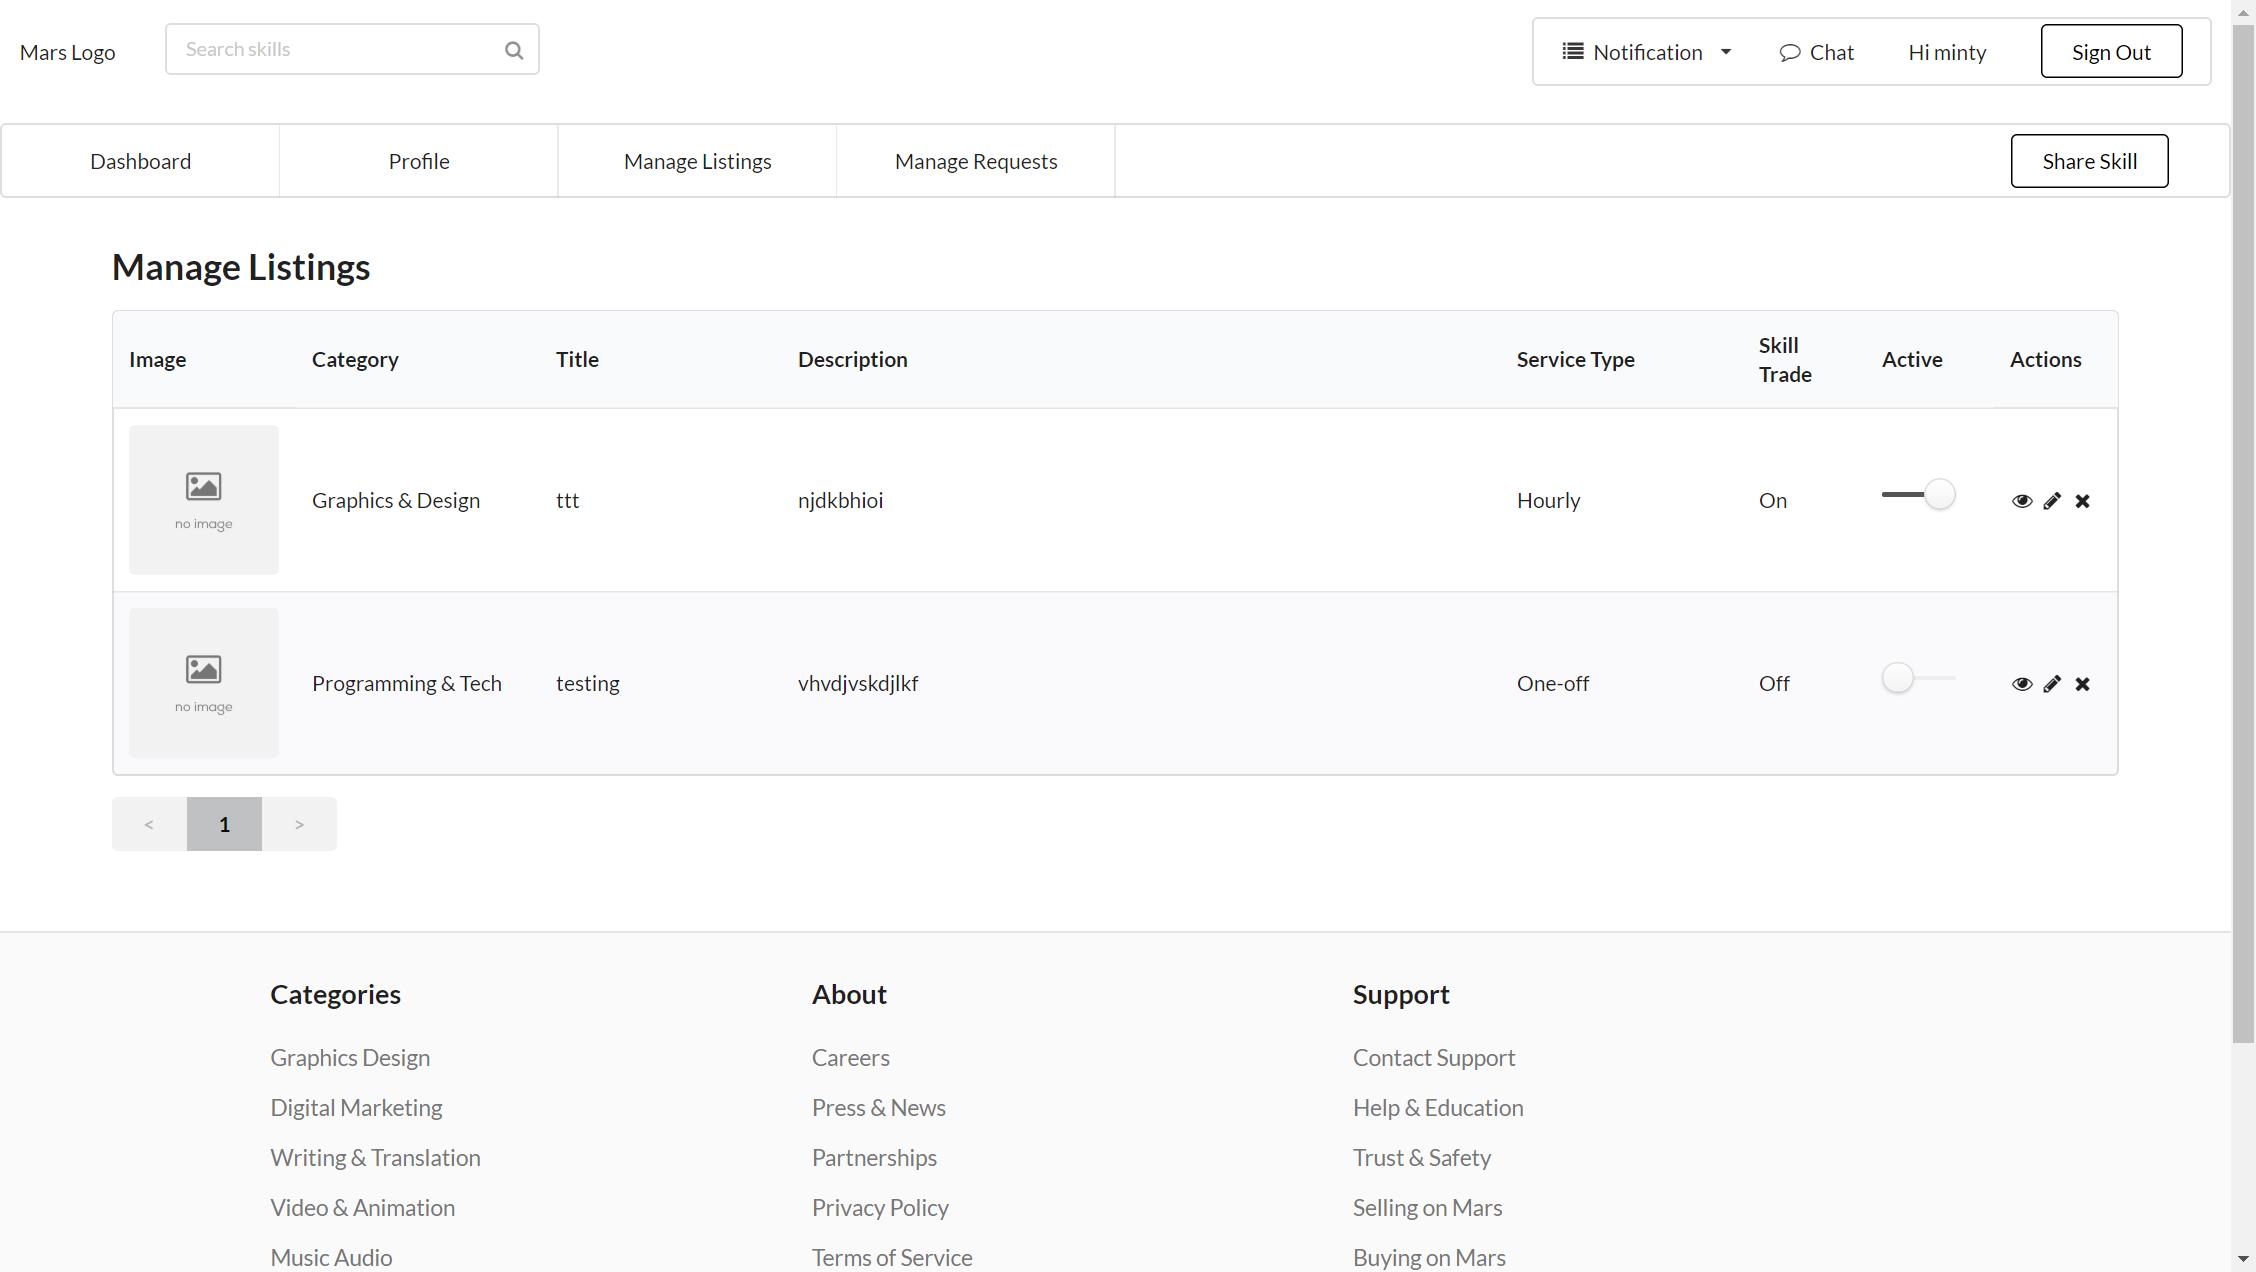 Mars Logo
Search skills
Notification
Chat
Hi minty
Sign Out
Dashboard
Profile
Manage Listings
Manage Requests
Share Skill
Manage Listings
Image
Category
Title
Description
Service Type
Skill
Trade
Active
Actions
no image
Graphics & Design
ttt
njdkbhioi
Hourly
On
no image
Programming & Tech
testing
vhvdjvskdjlkf
One-off
Off
<
1
>
Categories
Graphics Design
Digital Marketing
Writing & Translation
Video & Animation
Music Audio
About
Careers
Press & News
Partnerships
Privacy Policy
Terms of Service
Support
Contact Support
Help & Education
Trust & Safety
Selling on Mars
Buying on Mars